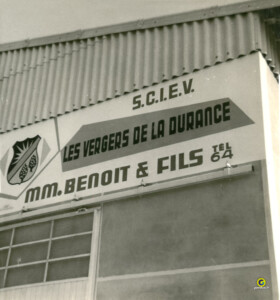 S.C.I.E.V.
LES VERGERS DE LA DURANCE
MM. BENOIT & FILS TEL 64